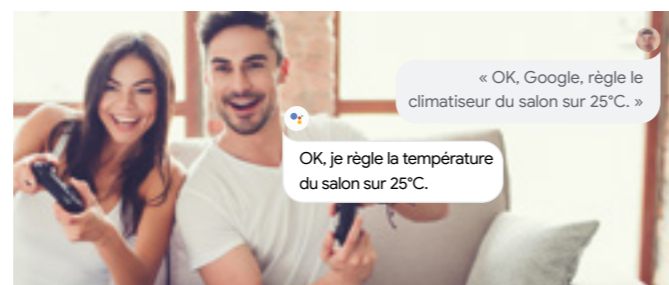 « OK, Google, règle le
climatiseur du salon sur 25°C. »
OK, je règle la température
du salon sur 25°C.